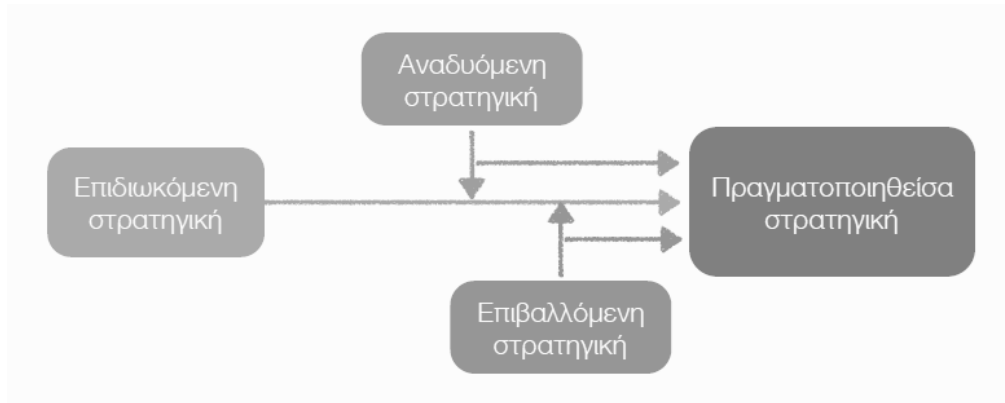 Αναδυόμενη
στρατηγική
Επιδιωκόμενη
στρατηγική
Πραγματοποιηθείσα
στρατηγική
Επιβαλλόμενη
στρατηγική